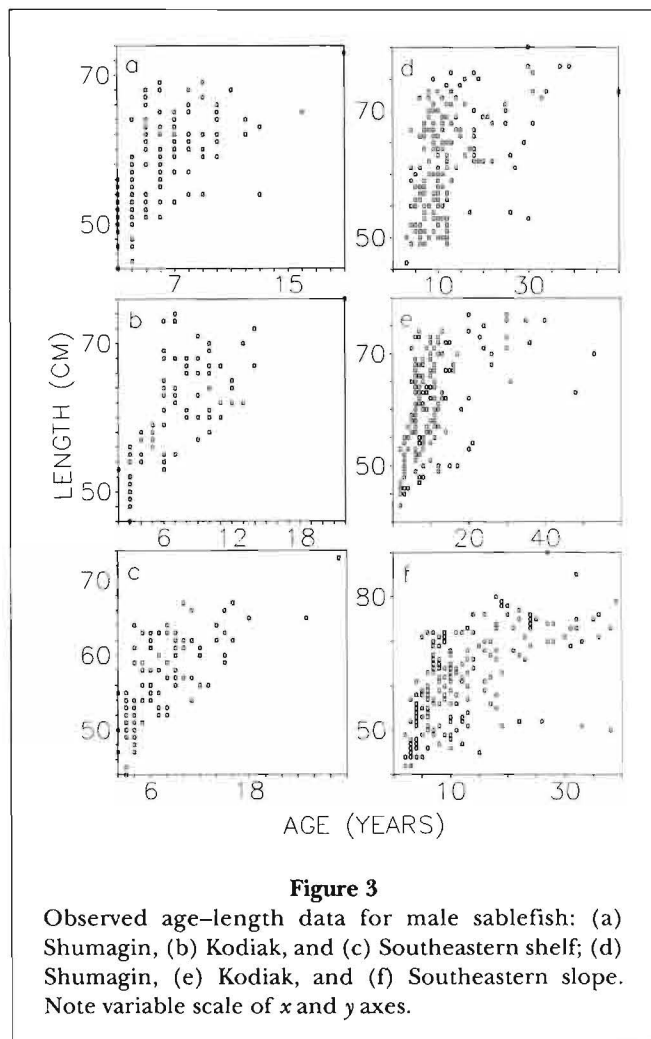 a
70
50
7
15
d
70
50
10
30
b
70
50
6
12
18
e
70
50
20
40
c
70
60
50
6
18
f
80
50
10
30
LENGTH (CM)
AGE (YEARS)
Figure 3
Observed age–length data for male sablefish: (a)
Shumagin, (b) Kodiak, and (c) Southeastern shelf; (d)
Shumagin, (e) Kodiak, and (f) Southeastern slope.
Note variable scale of x and y axes.